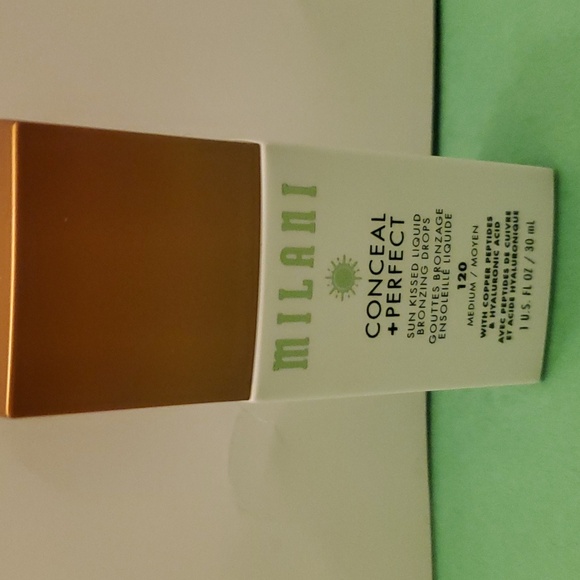 MILANI
CONCEAL
+PERFECT
SUN KISSED LIQUID
BRONZING DROPS
GOUTTES BRONZAGE
ENSOLEILLÉ LIQUIDE
120
MEDIUM / MOYEN
WITH COPPER PEPTIDES
& HYALURONIC ACID
AVEC PEPTIDES DE CUIVRE
ET ACIDE HYALURONIQUE
1 U.S. FL OZ / 30 mL